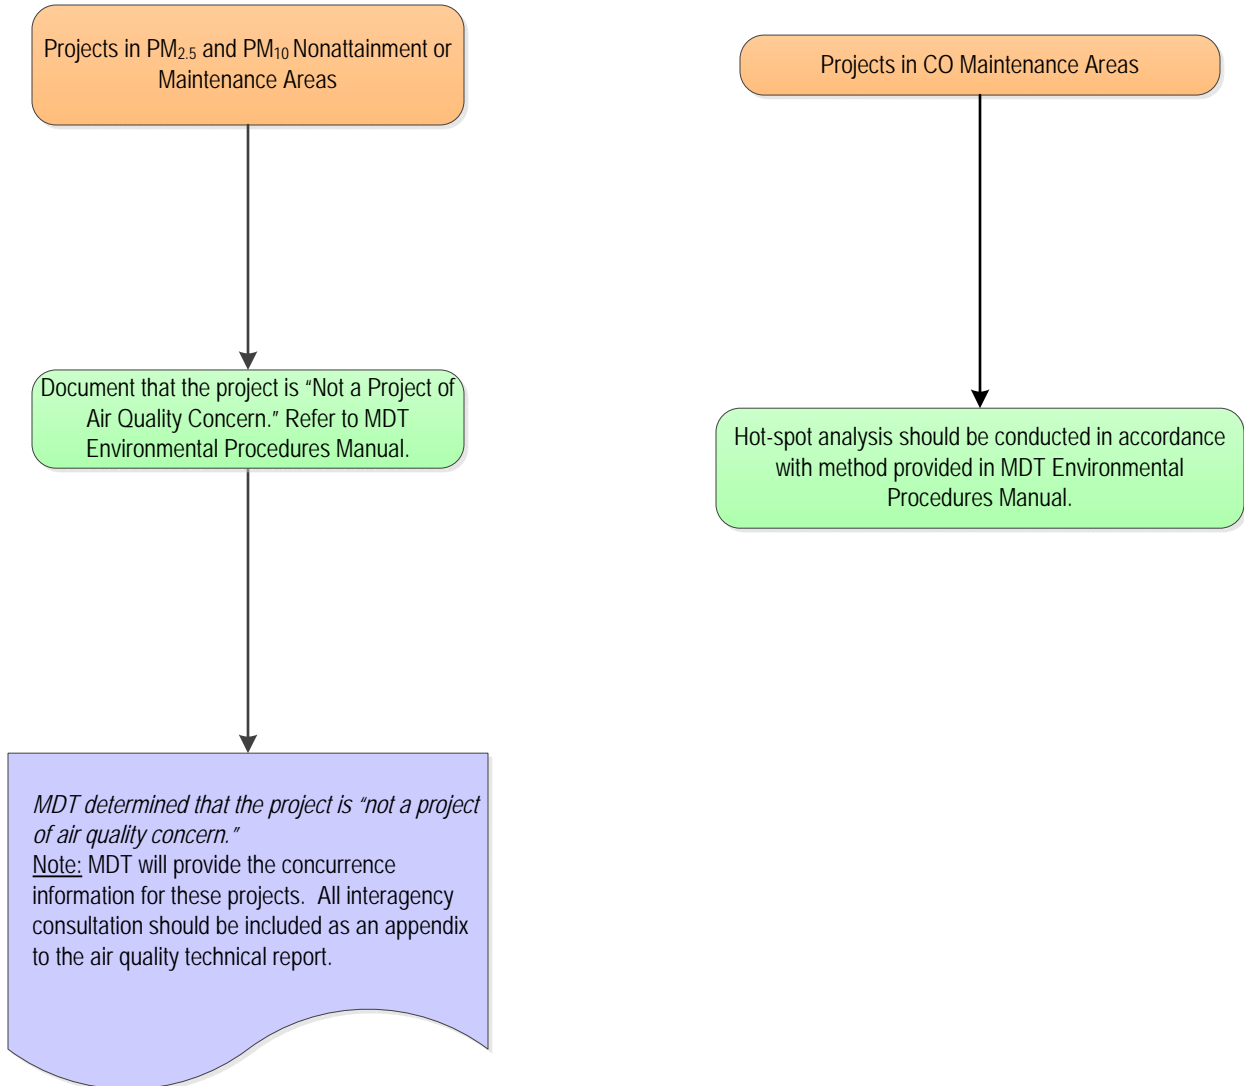 Projects in PM2.5 and PM10 Nonattainment or
Maintenance Areas
Projects in CO Maintenance Areas
Document that the project is “Not a Project of
Air Quality Concern.” Refer to MDT
Environmental Procedures Manual.
Hot-spot analysis should be conducted in accordance
with method provided in MDT Environmental
Procedures Manual.
MDT determined that the project is “not a project
of air quality concern.”
Note: MDT will provide the concurrence
information for these projects.  All interagency
consultation should be included as an appendix
to the air quality technical report.